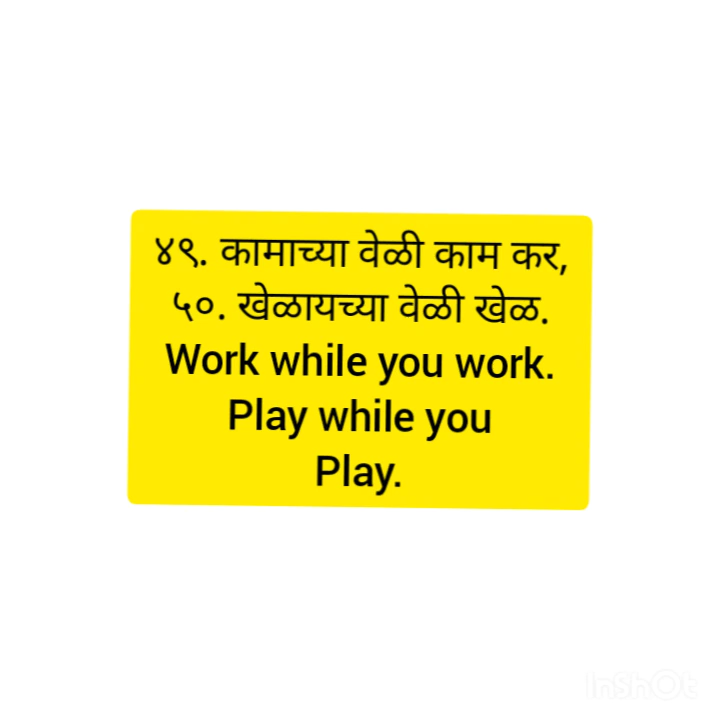 ४९. कामाच्या वेळी काम कर,
५०. खेळायच्या वेळी खेळ.
Work while you work.
Play while you
Play.
InShOt